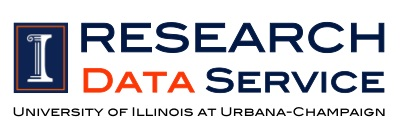 RESEARCH
DATA SERVICE
UNIVERSITY OF ILLINOIS AT URBANA-CHAMPAIGN